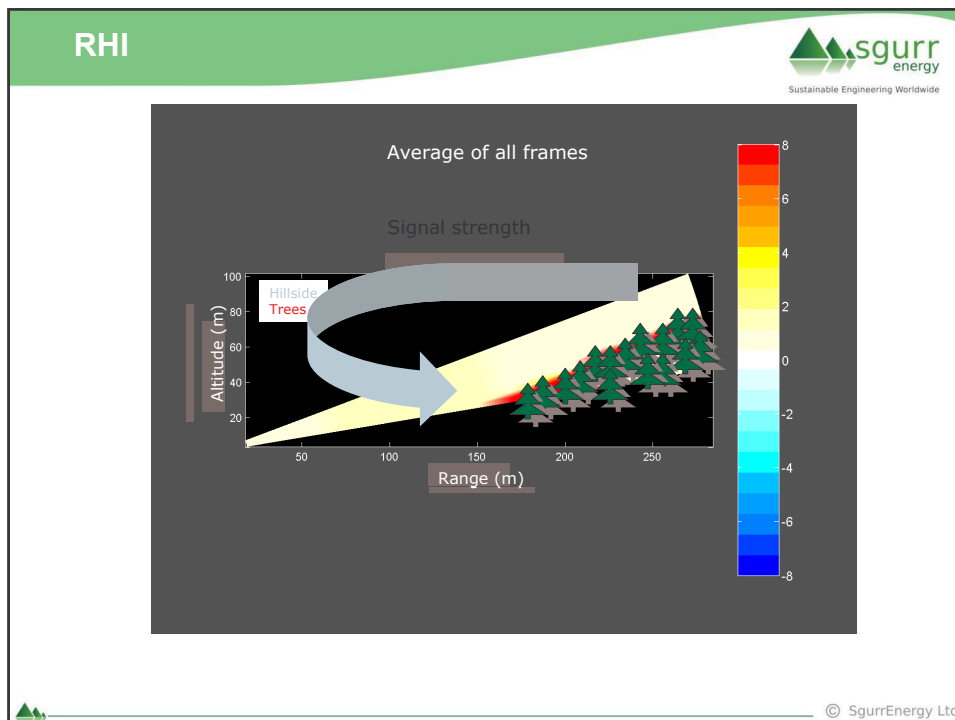 RHI
sgurr
energy
Sustainable Engineering Worldwide
Average of all frames
Signal strength
Hillside
Trees
Altitude (m)
100
80
60
40
20
50
100
150
200
250
Range (m)
8
6
4
2
0
-2
-4
-6
-8
© SgurrEnergy Ltd